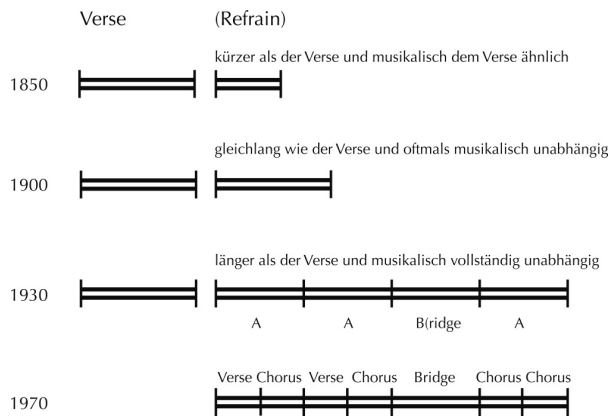 Verse (Refrain)
kürzer als der Verse und musikalisch dem Verse ähnlich
1850
gleichlang wie der Verse und oftmals musikalisch unabhängig
1900
länger als der Verse und musikalisch vollständig unabhängig
1930
A A B(ridge A
Verse Chorus Verse Chorus Bridge Chorus Chorus
1970